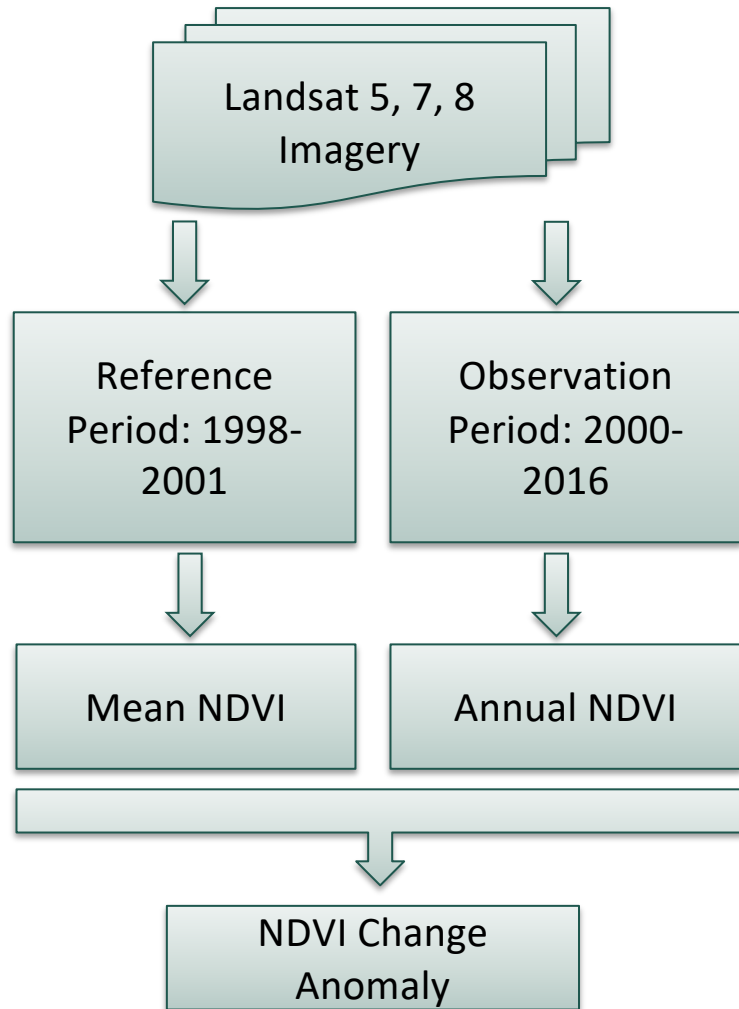 Landsat 5, 7, 8
Imagery
Reference
Period: 1998-
2001
Observation
Period: 2000-
2016
Mean NDVI
Annual NDVI
NDVI Change
Anomaly